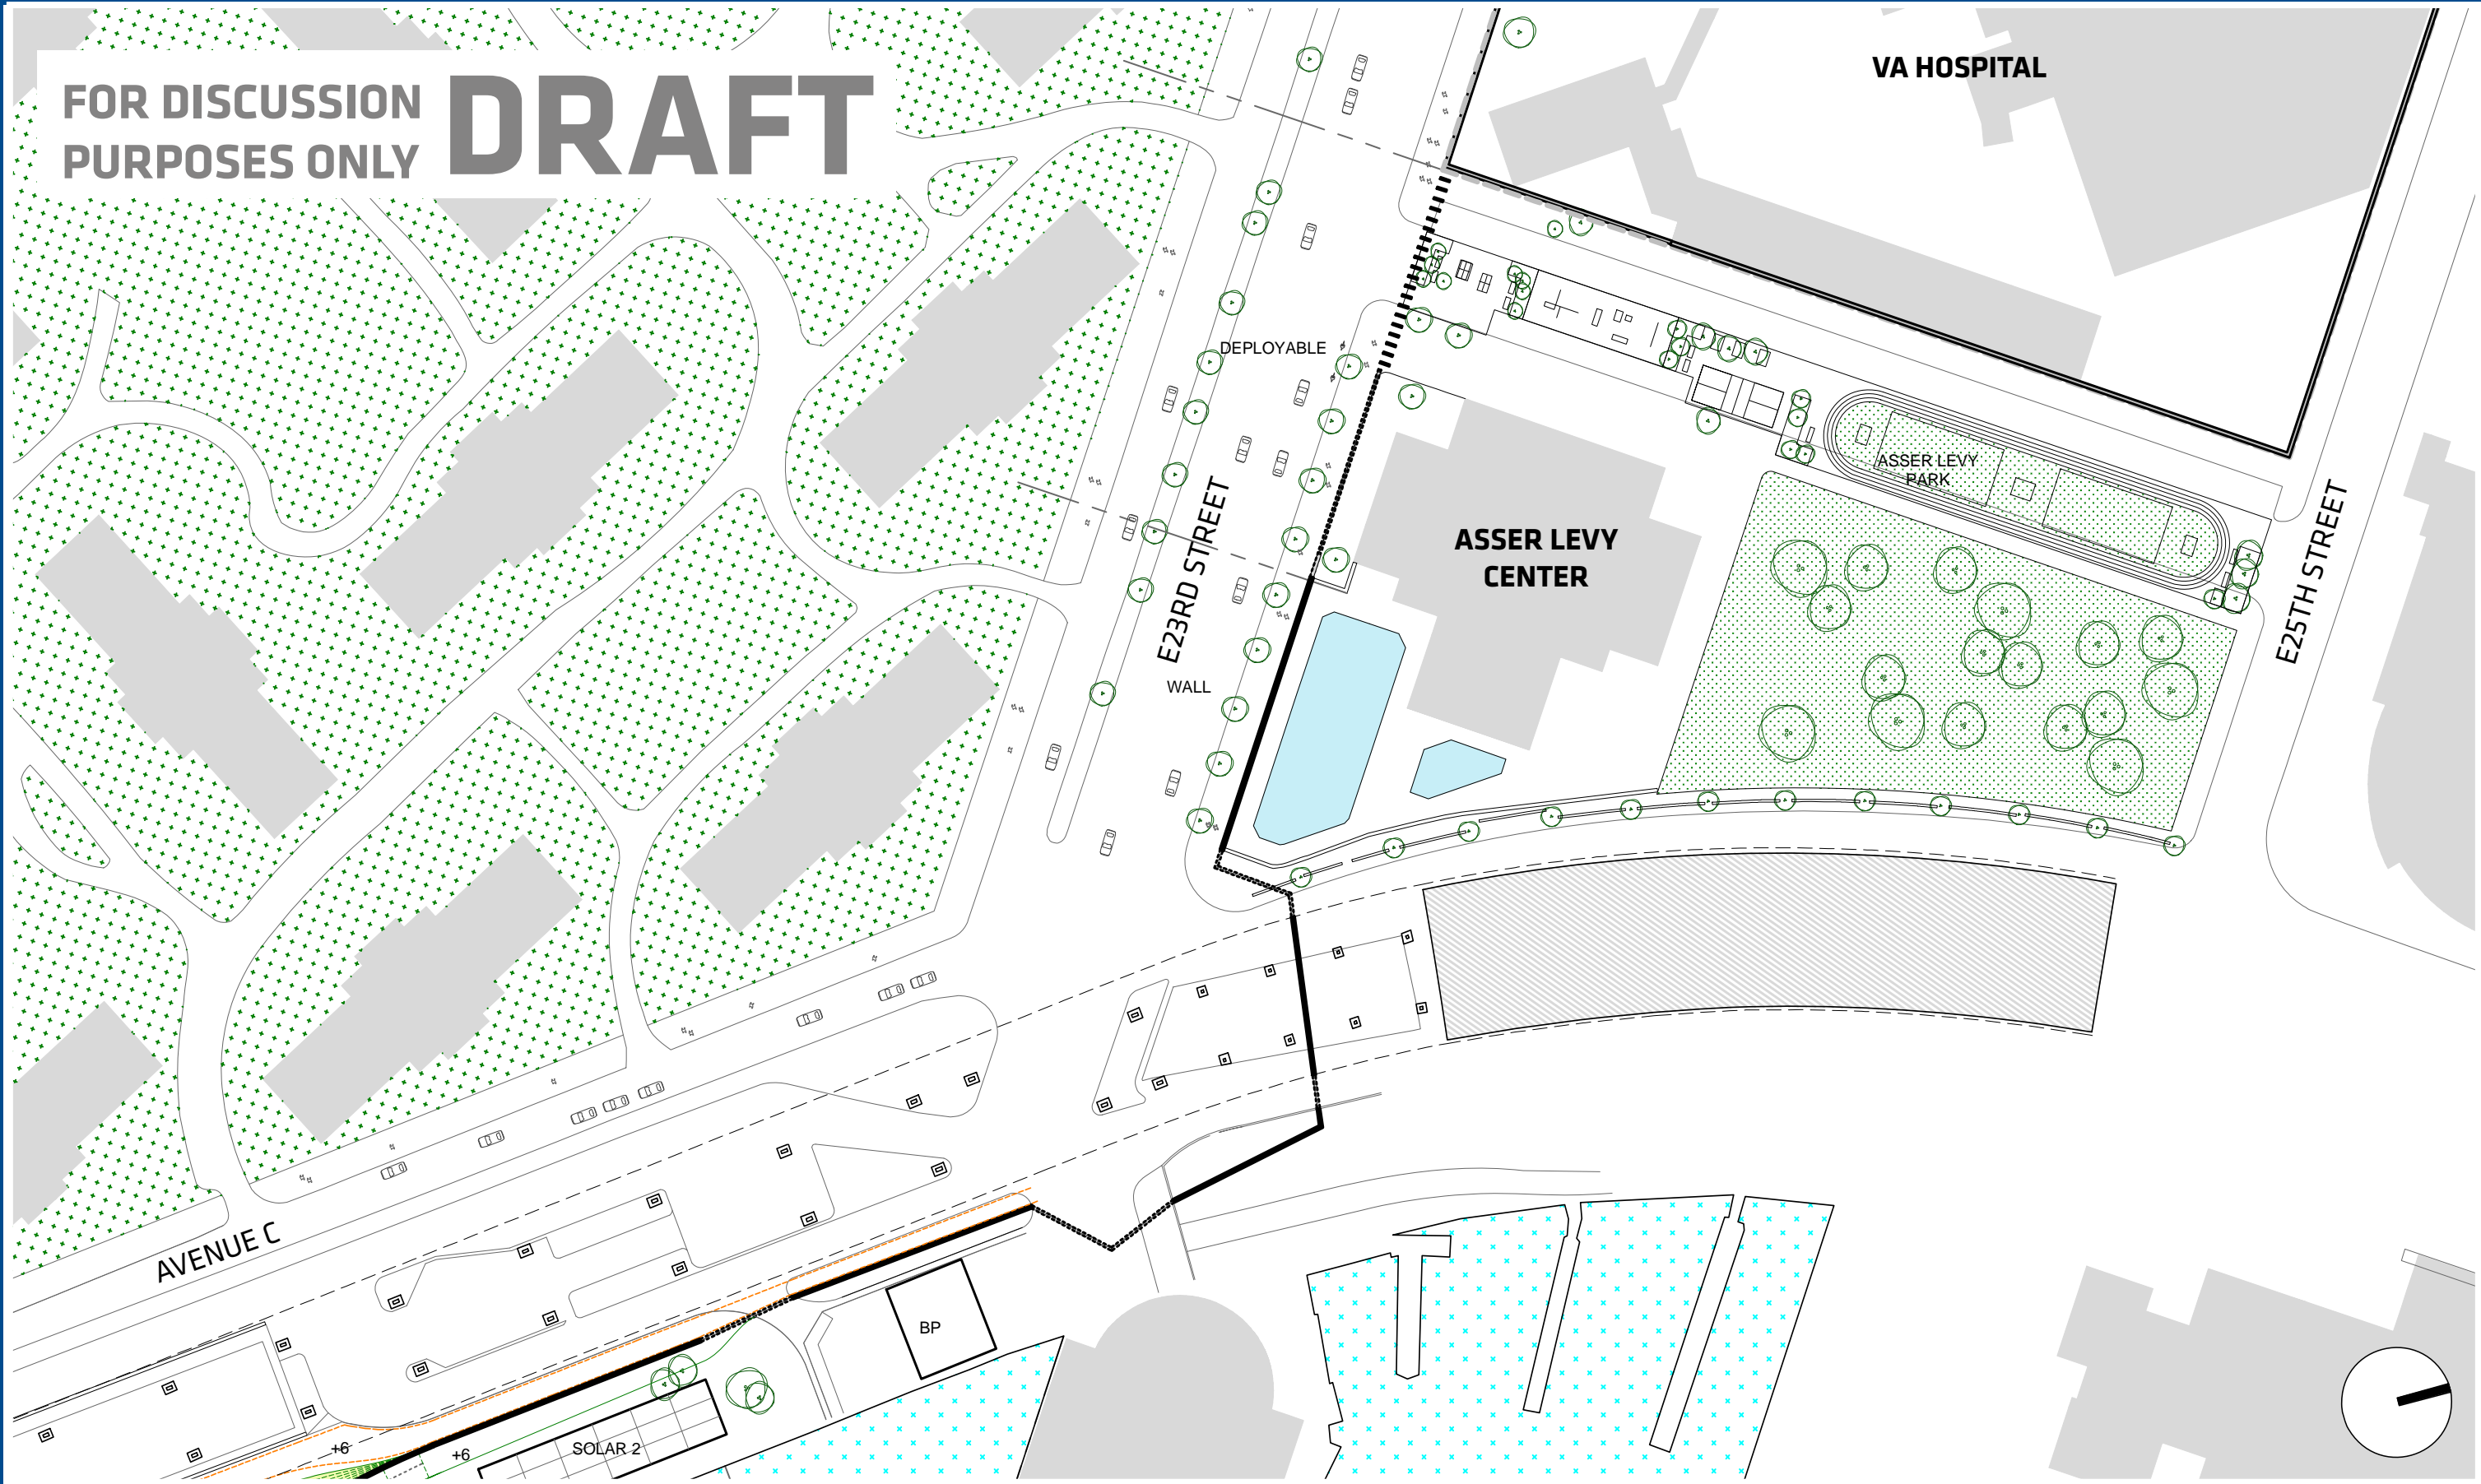 FOR DISCUSSION
PURPOSES ONLY
DRAFT
VA HOSPITAL
DEPLOYABLE
ASSER LEVY
PARK
E23RD STREET
ASSER LEVY
CENTER
E25TH STREET
WALL
AVENUE C
BP
+6
+6
SOLAR 2